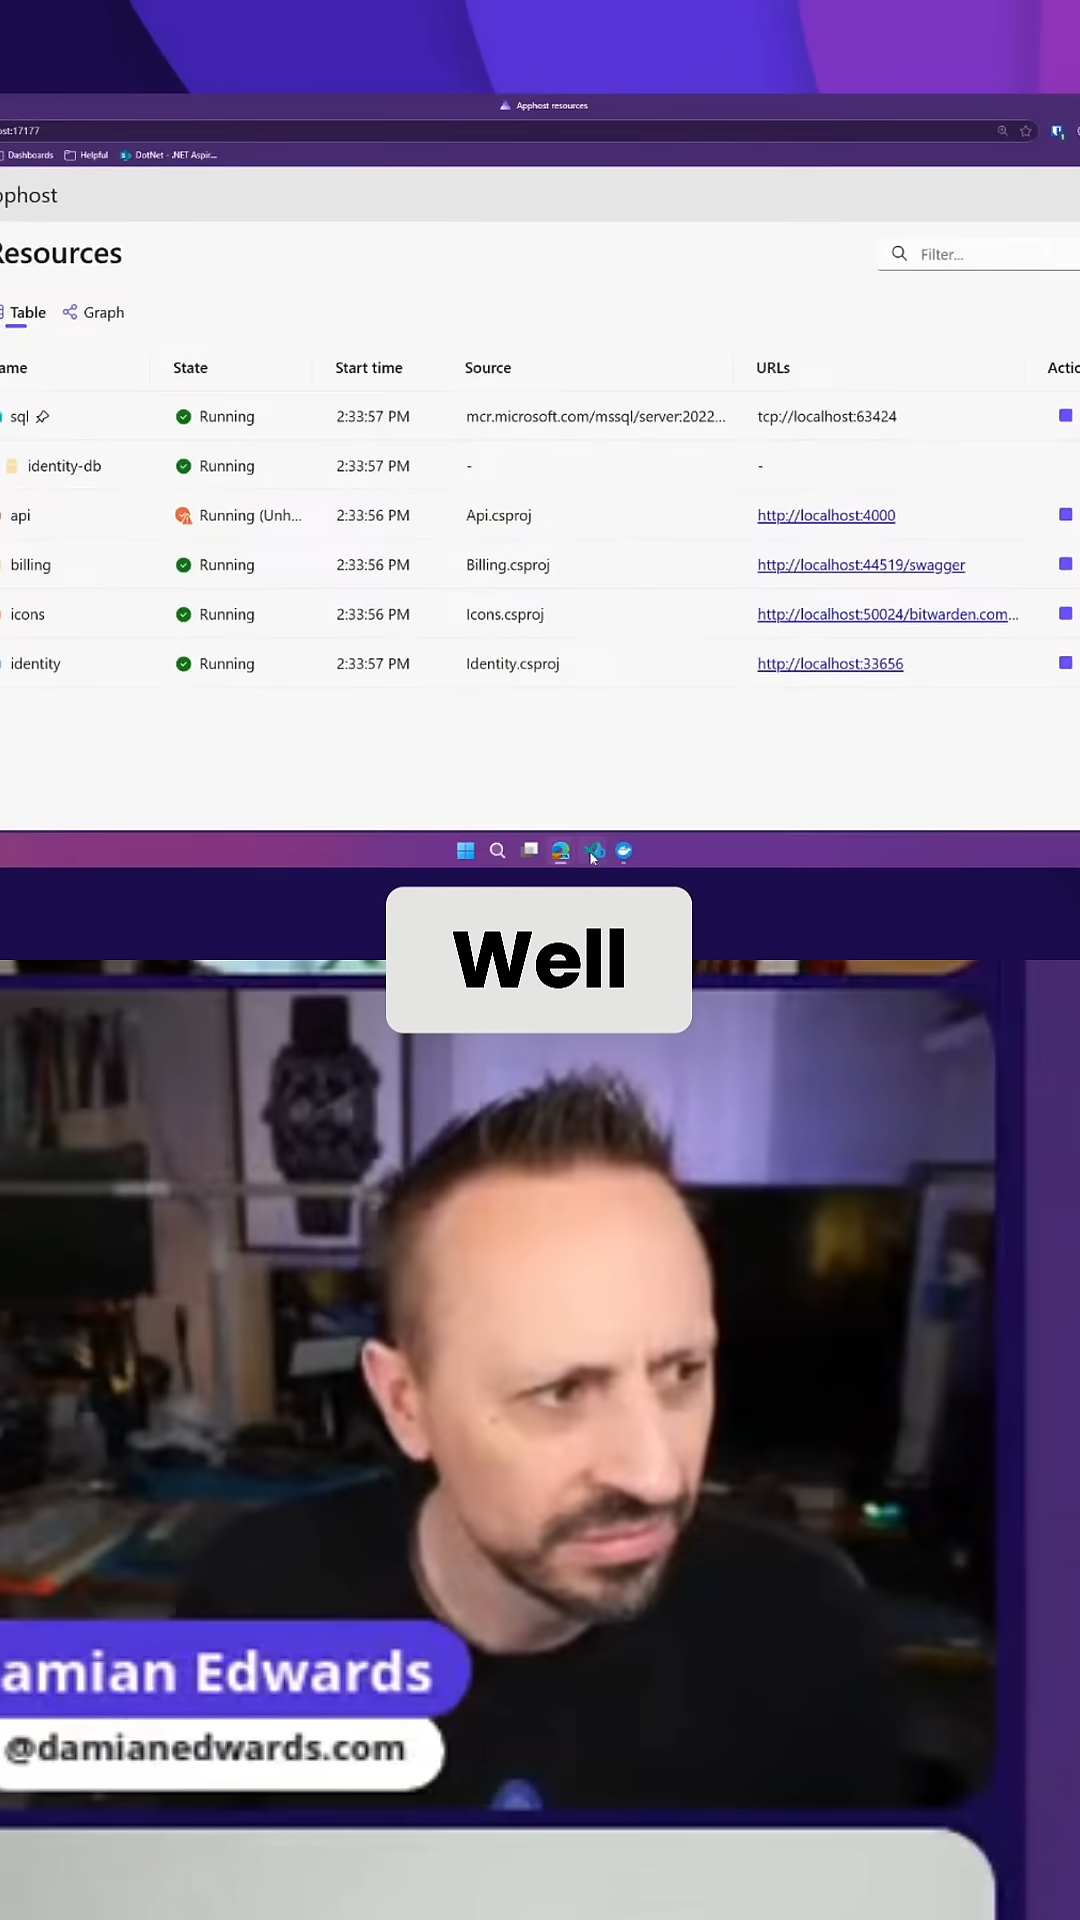 Apphost resources
ost:17177
Dashboards Helpful DotNet - .NET Aspir...
pphost
Resources
Filter...
Table Graph
ame State Start time Source URLs Actio
sql Running 2:33:57 PM mcr.microsoft.com/mssql/server:2022... tcp://localhost:63424
identity-db Running 2:33:57 PM - -
api Running (Unh... 2:33:56 PM Api.csproj http://localhost:4000
billing Running 2:33:56 PM Billing.csproj http://localhost:44519/swagger
icons Running 2:33:56 PM Icons.csproj http://localhost:50024/bitwarden.com...
identity Running 2:33:57 PM Identity.csproj http://localhost:33656
Well
amian Edwards
@damianedwards.com